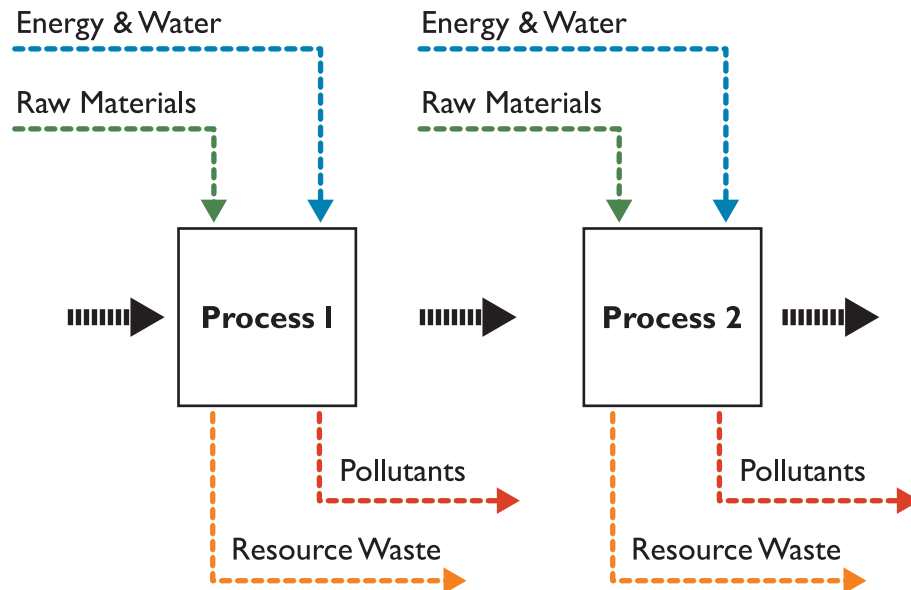 Energy & Water
Energy & Water
Raw Materials
Raw Materials
Process 1
Process 2
Pollutants
Pollutants
Resource Waste
Resource Waste